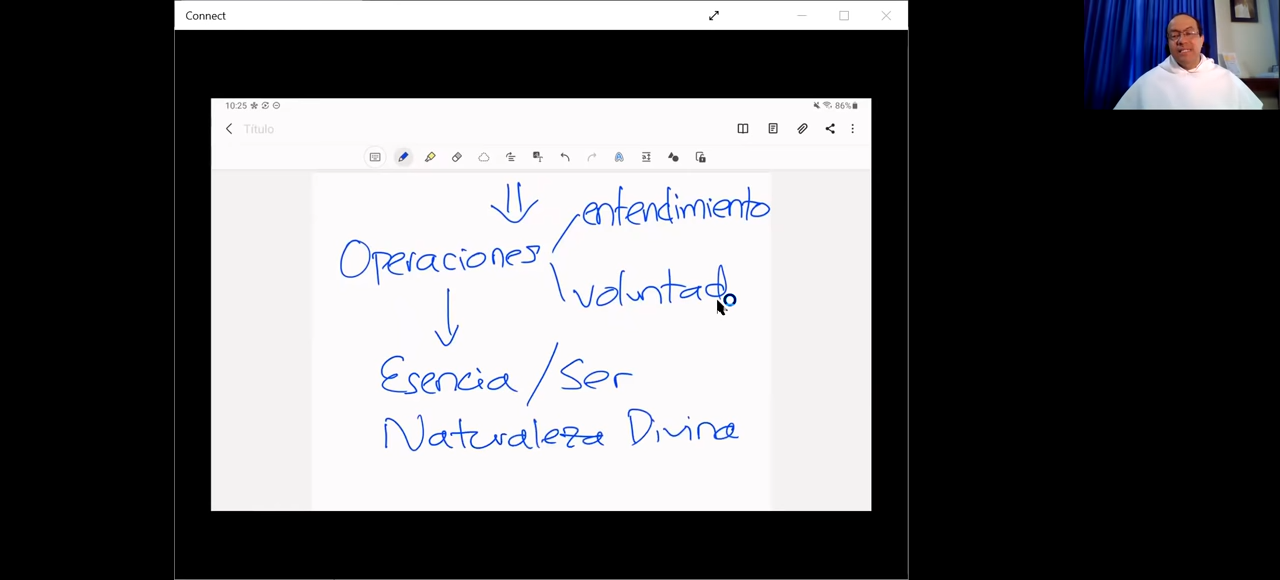 Connect
10:25
86%
Título
entendimiento
Operaciones
voluntad
Esencia / Ser
Naturaleza Divina